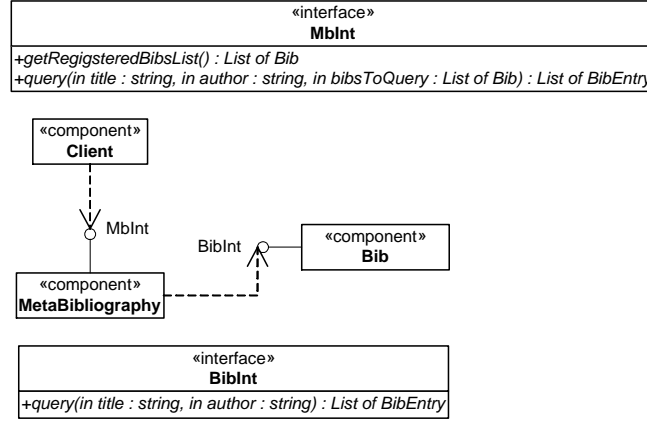 «interface»
MbInt
+getRegigsteredBibsList() : List of Bib
+query(in title : string, in author : string, in bibsToQuery : List of Bib) : List of BibEntry
«component»
Client
MbInt
BibInt
«component»
Bib
«component»
MetaBibliography
«interface»
BibInt
+query(in title : string, in author : string) : List of BibEntry